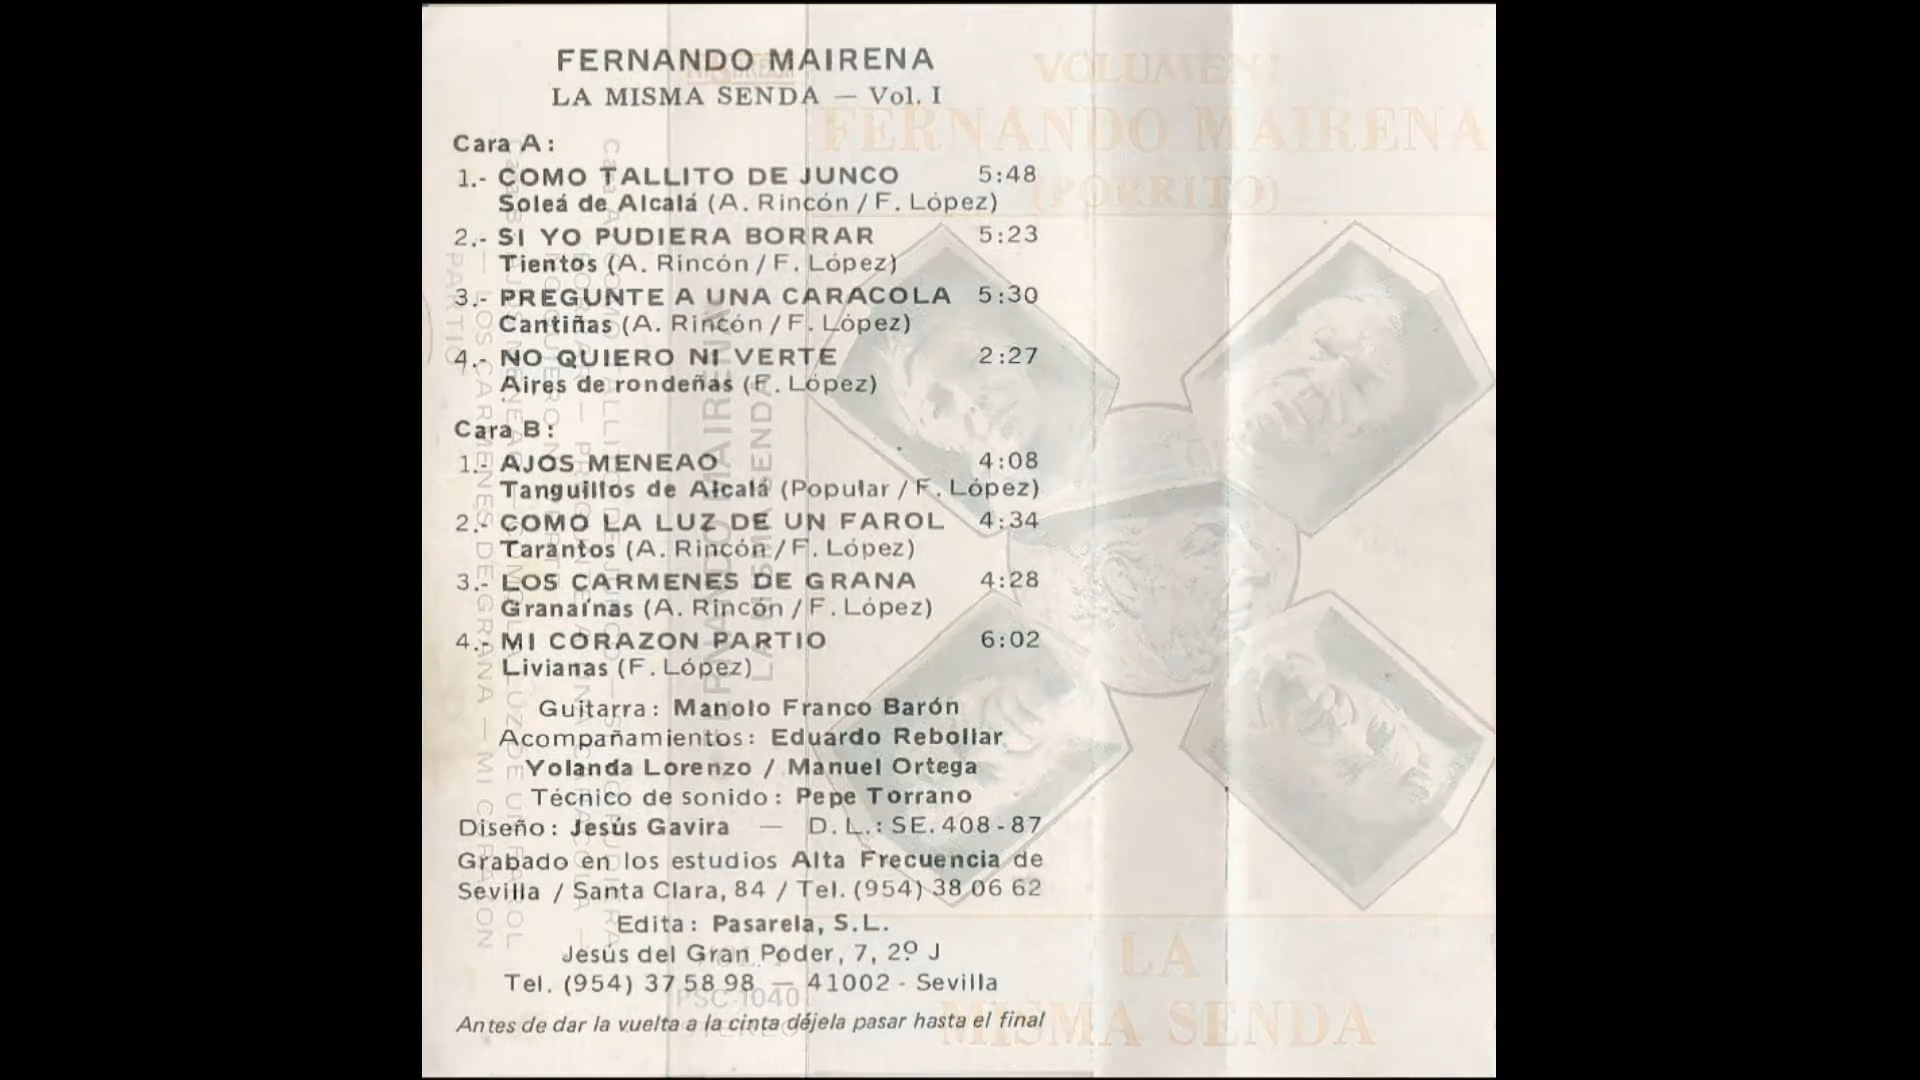 FERNANDO MAIRENA
LA MISMA SENDA — Vol. I
Cara A:
1.- COMO TALLITO DE JUNCO 5:48
Soleá de Alcalá (A. Rincón / F. López)
2.- SI YO PUDIERA BORRAR 5:23
Tientos (A. Rincón / F. López)
3.- PREGUNTE A UNA CARACOLA 5:30
Cantiñas (A. Rincón / F. López)
4.- NO QUIERO NI VERTE 2:27
Aires de rondeñas (F. López)
Cara B:
1.- AJOS MENEAO 4:08
Tanguillos de Alcalá (Popular / F. López)
2.- COMO LA LUZ DE UN FAROL 4:34
Tarantos (A. Rincón / F. López)
3.- LOS CARMENES DE GRANA 4:28
Granaínas (A. Rincón / F. López)
4.- MI CORAZON PARTIO 6:02
Livianas (F. López)
Guitarra: Manolo Franco Barón
Acompañamientos: Eduardo Rebollar
Yolanda Lorenzo / Manuel Ortega
Técnico de sonido: Pepe Torrano
Diseño: Jesús Gavira — D. L.: SE. 408-87
Grabado en los estudios Alta Frecuencia de
Sevilla / Santa Clara, 84 / Tel. (954) 38 06 62
Edita: Pasarela, S.L.
Jesús del Gran Poder, 7, 2º J
Tel. (954) 37 58 98 — 41002 - Sevilla
Antes de dar la vuelta a la cinta déjela pasar hasta el final
VOLUMEN I
FERNANDO MAIRENA
(PORRITO)
LA
MISMA SENDA
FERNANDO MAIRENA
LA MISMA SENDA
PSC-1040
STEREO